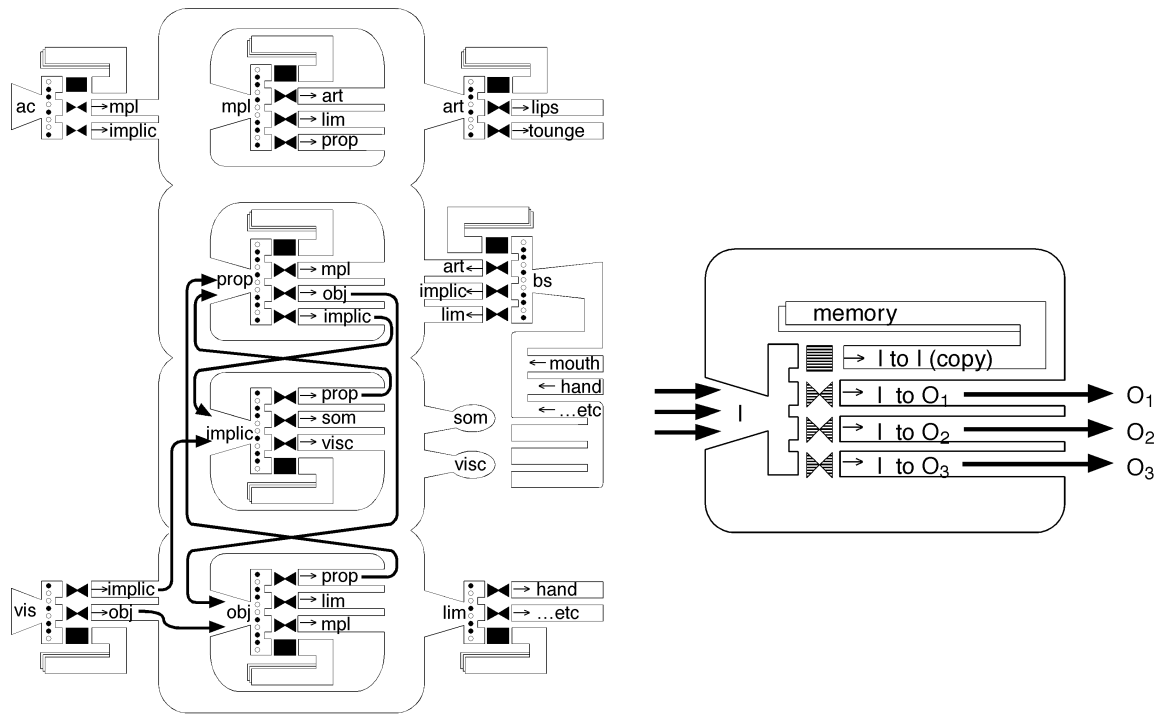 ac
mpl
implic
mpl
art
lim
prop
art
lips
tounge
prop
mpl
obj
implic
art
implic
lim
bs
mouth
hand
...etc
implic
prop
som
visc
som
visc
vis
implic
obj
obj
prop
lim
mpl
lim
hand
...etc
memory
I to I (copy)
I
I to O1
I to O2
I to O3
O1
O2
O3